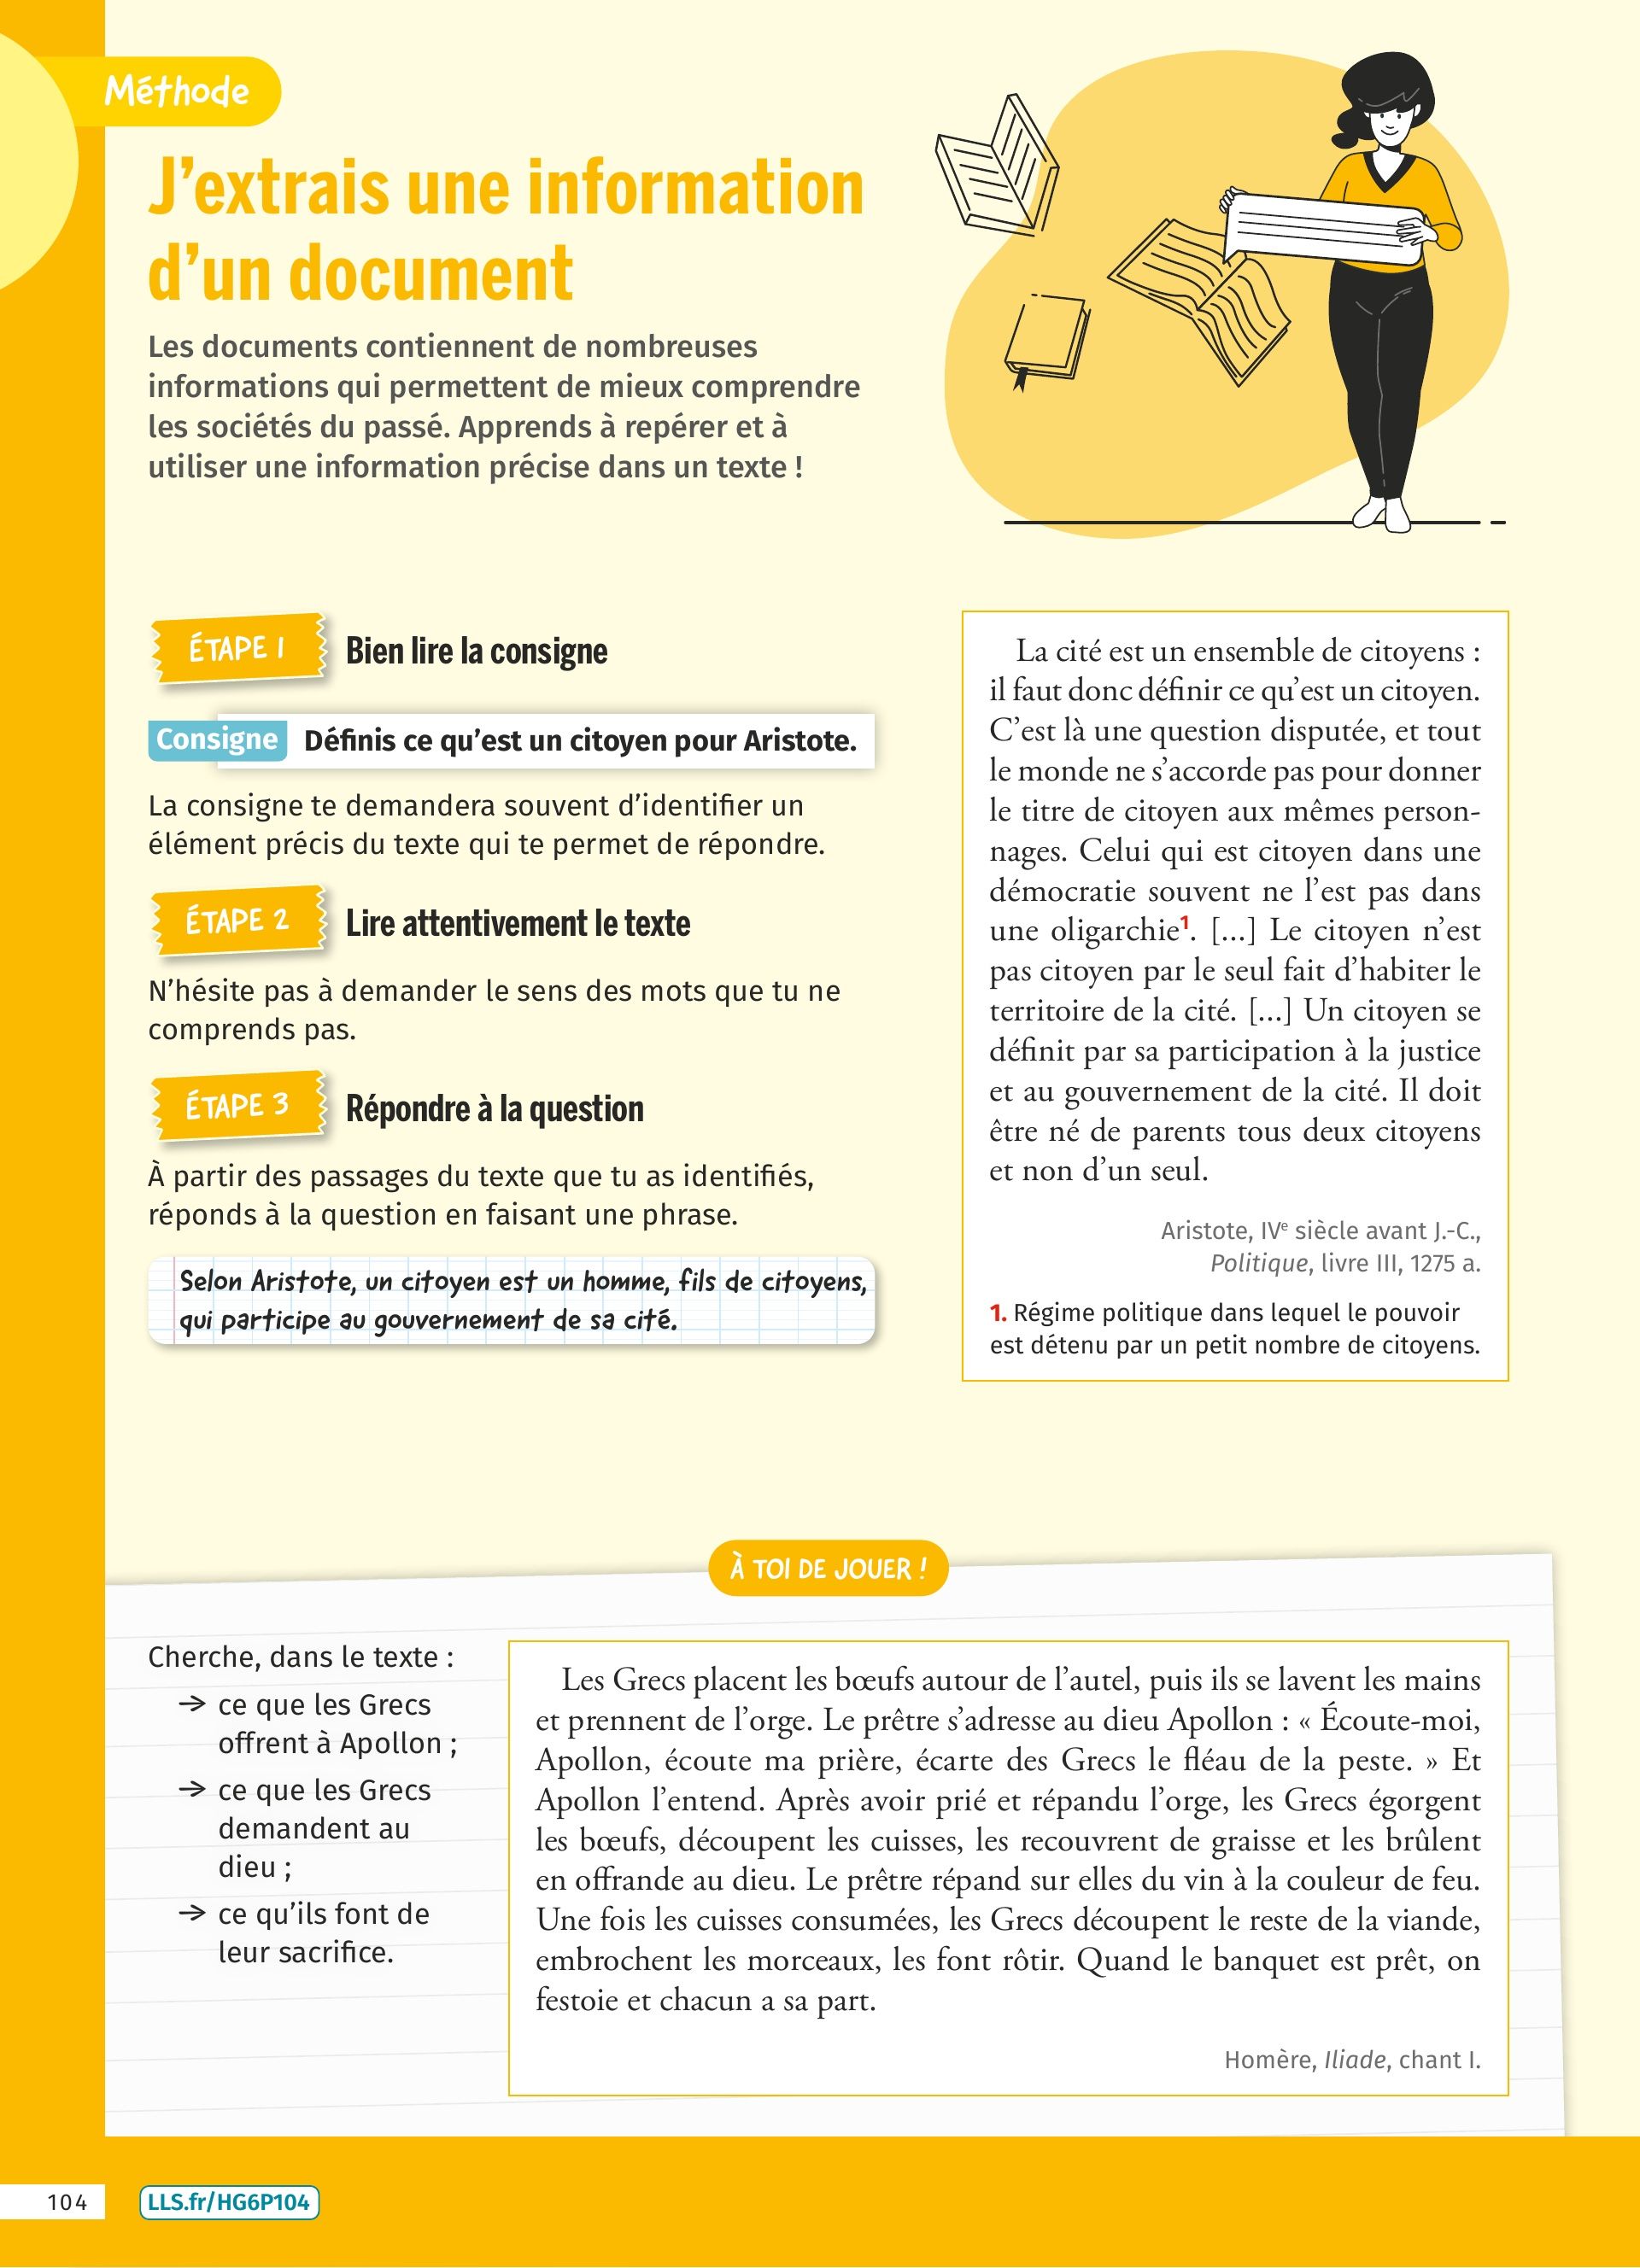 Méthode
J’extrais une information
d’un document
Les documents contiennent de nombreuses
informations qui permettent de mieux comprendre
les sociétés du passé. Apprends à repérer et à
utiliser une information précise dans un texte !
ÉTAPE 1
Bien lire la consigne
Consigne
Définis ce qu’est un citoyen pour Aristote.
La consigne te demandera souvent d’identifier un
élément précis du texte qui te permet de répondre.
ÉTAPE 2
Lire attentivement le texte
N’hésite pas à demander le sens des mots que tu ne
comprends pas.
ÉTAPE 3
Répondre à la question
À partir des passages du texte que tu as identifiés,
réponds à la question en faisant une phrase.
Selon Aristote, un citoyen est un homme, fils de citoyens,
qui participe au gouvernement de sa cité.
La cité est un ensemble de citoyens :
il faut donc définir ce qu’est un citoyen.
C’est là une question disputée, et tout
le monde ne s’accorde pas pour donner
le titre de citoyen aux mêmes person-
nages. Celui qui est citoyen dans une
démocratie souvent ne l’est pas dans
une oligarchie1. [...] Le citoyen n’est
pas citoyen par le seul fait d’habiter le
territoire de la cité. [...] Un citoyen se
définit par sa participation à la justice
et au gouvernement de la cité. Il doit
être né de parents tous deux citoyens
et non d’un seul.
Aristote, IVe siècle avant J.-C.,
Politique, livre III, 1275 a.
1. Régime politique dans lequel le pouvoir
est détenu par un petit nombre de citoyens.
À TOI DE JOUER !
Cherche, dans le texte :
→ ce que les Grecs
offrent à Apollon ;
→ ce que les Grecs
demandent au
dieu ;
→ ce qu’ils font de
leur sacrifice.
Les Grecs placent les bœufs autour de l’autel, puis ils se lavent les mains
et prennent de l’orge. Le prêtre s’adresse au dieu Apollon : « Écoute-moi,
Apollon, écoute ma prière, écarte des Grecs le fléau de la peste. » Et
Apollon l’entend. Après avoir prié et répandu l’orge, les Grecs égorgent
les bœufs, découpent les cuisses, les recouvrent de graisse et les brûlent
en offrande au dieu. Le prêtre répand sur elles du vin à la couleur de feu.
Une fois les cuisses consumées, les Grecs découpent le reste de la viande,
embrochent les morceaux, les font rôtir. Quand le banquet est prêt, on
festoie et chacun a sa part.
Homère, Iliade, chant I.
104
LLS.fr/HG6P104